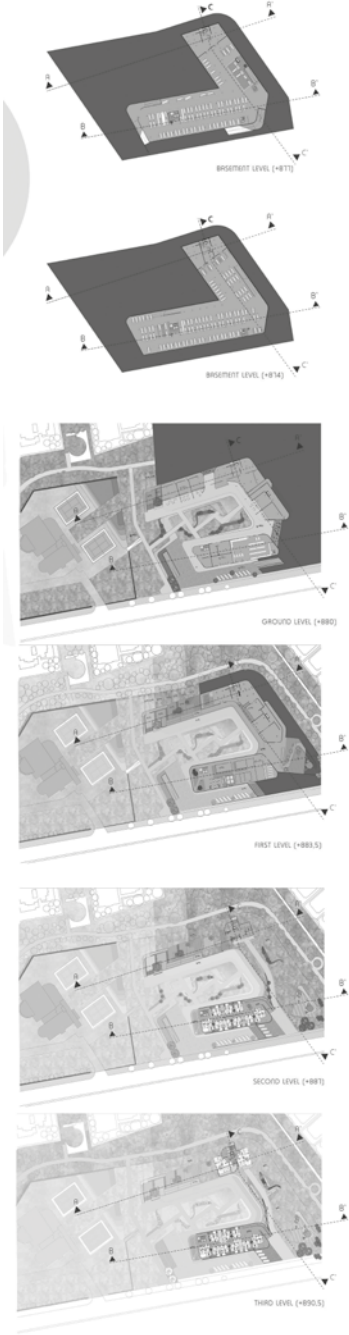 C
A'
A
B'
B
C'
BASEMENT LEVEL (+877)
C
A'
A
B'
B
C'
BASEMENT LEVEL (+874)
C
B'
A
B
C'
GROUND LEVEL (+880)
A
B'
B
C'
FIRST LEVEL (+883,5)
A'
A
B'
B
C'
SECOND LEVEL (+887)
A'
A
B'
B
C'
THIRD LEVEL (+890,5)